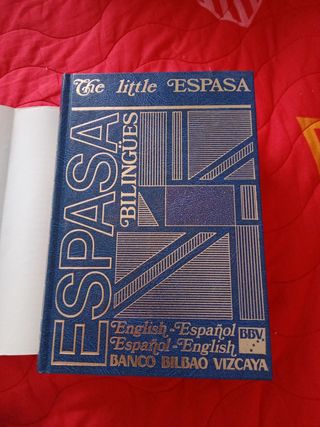 The little ESPASA
ESPASA
BILINGÜES
English-Español
Español-English
BBV
BANCO BILBAO VIZCAYA